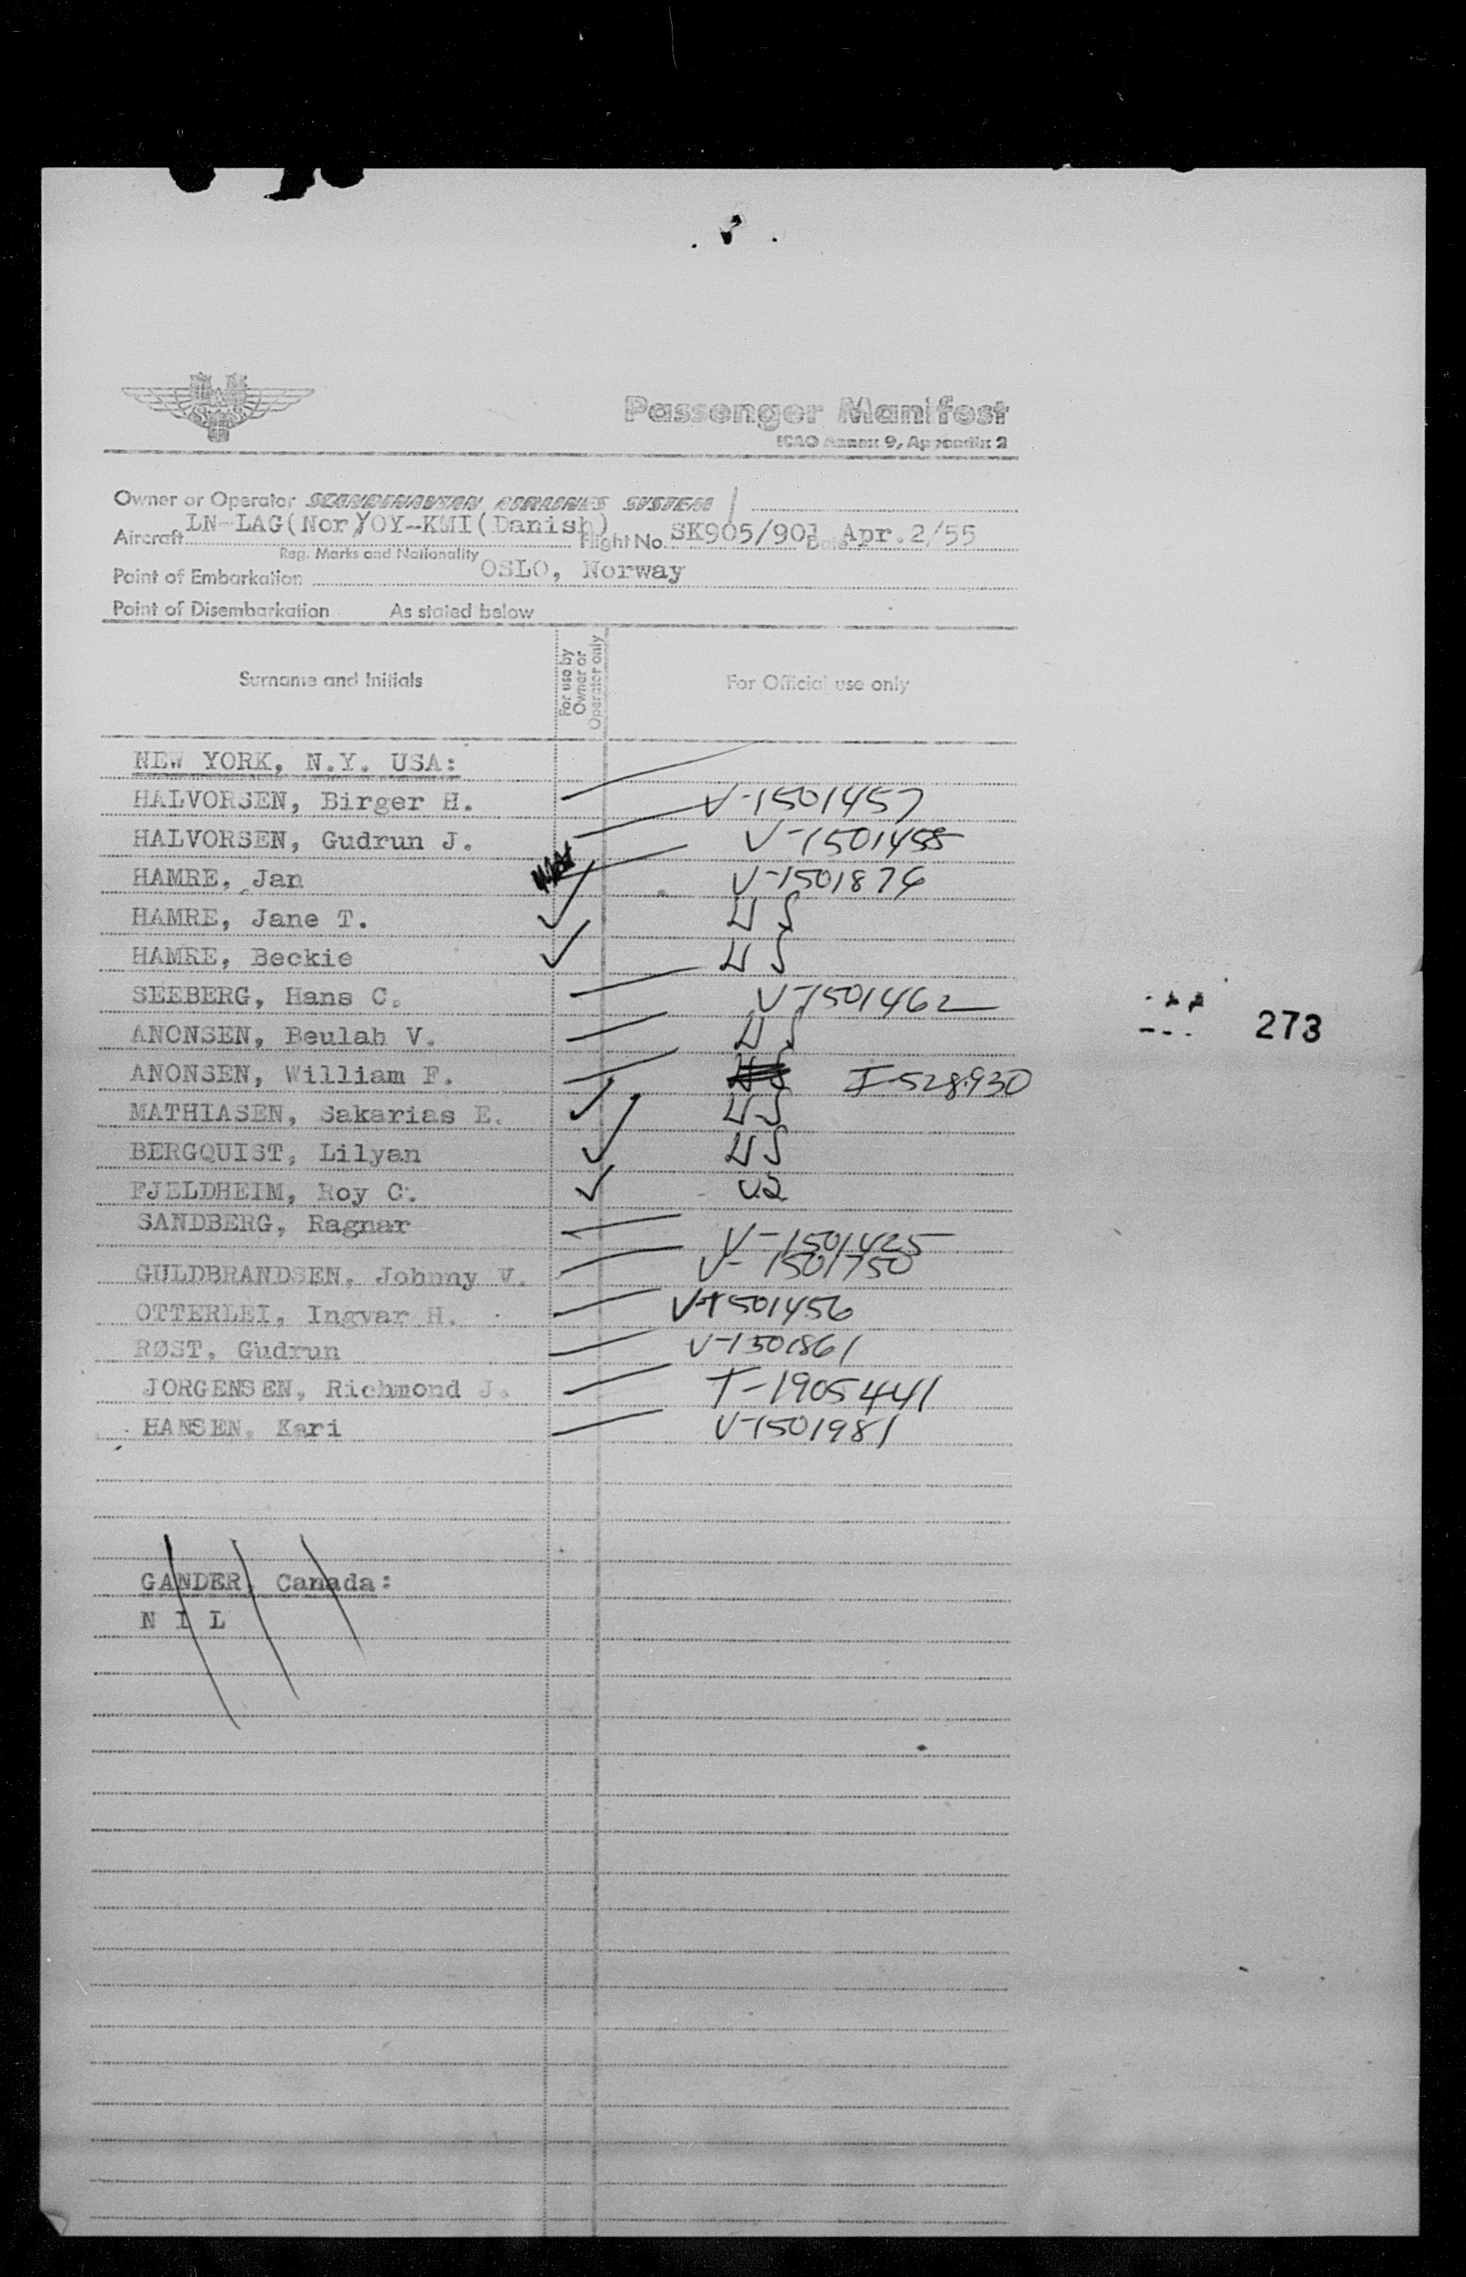 Passenger Manifest
ICAO Annex 9, Appendix 2
Owner or Operator SCANDINAVIAN AIRLINES SYSTEM
Aircraft LN-LAG(Nor)/OY-KMI(Danish) Flight No. SK905/901 Date Apr.2/55
Reg. Marks and Nationality
Point of Embarkation OSLO, Norway
Point of Disembarkation As stated below
Surname and Initials For use by Owner or Operator only For Official use only
NEW YORK, N.Y. USA:
HALVORSEN, Birger H. V-1501457
HALVORSEN, Gudrun J. V-1501458
HAMRE, Jan V-1501876
HAMRE, Jane T. US
HAMRE, Beckie US
SEEBERG, Hans C. V-1501462
ANONSEN, Beulah V. US
ANONSEN, William F. US I-528930
MATHIASEN, Sakarias E. US
BERGQUIST, Lilyan US
FJELDHEIM, Roy C. US
SANDBERG, Ragnar V-1501425
GULDBRANDSEN, Johnny V. V-1501750
OTTERLEI, Ingvar H. V-1501456
RØST, Gudrun V-1501861
JORGENSEN, Richmond J. T-1905441
HANSEN, Kari V-1501981
273
GANDER, Canada:
N I L